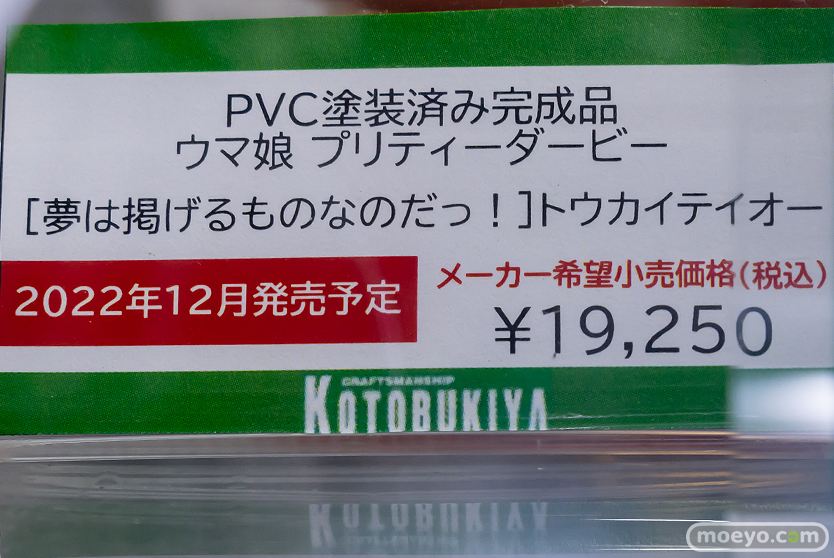 PVC塗装済み完成品
ウマ娘 プリティーダービー
[夢は掲げるものなのだっ！]トウカイテイオー
2022年12月発売予定
メーカー希望小売価格(税込)
¥19,250
CRAFTSMANSHIP
KOTOBUKIYA
moeyo.com